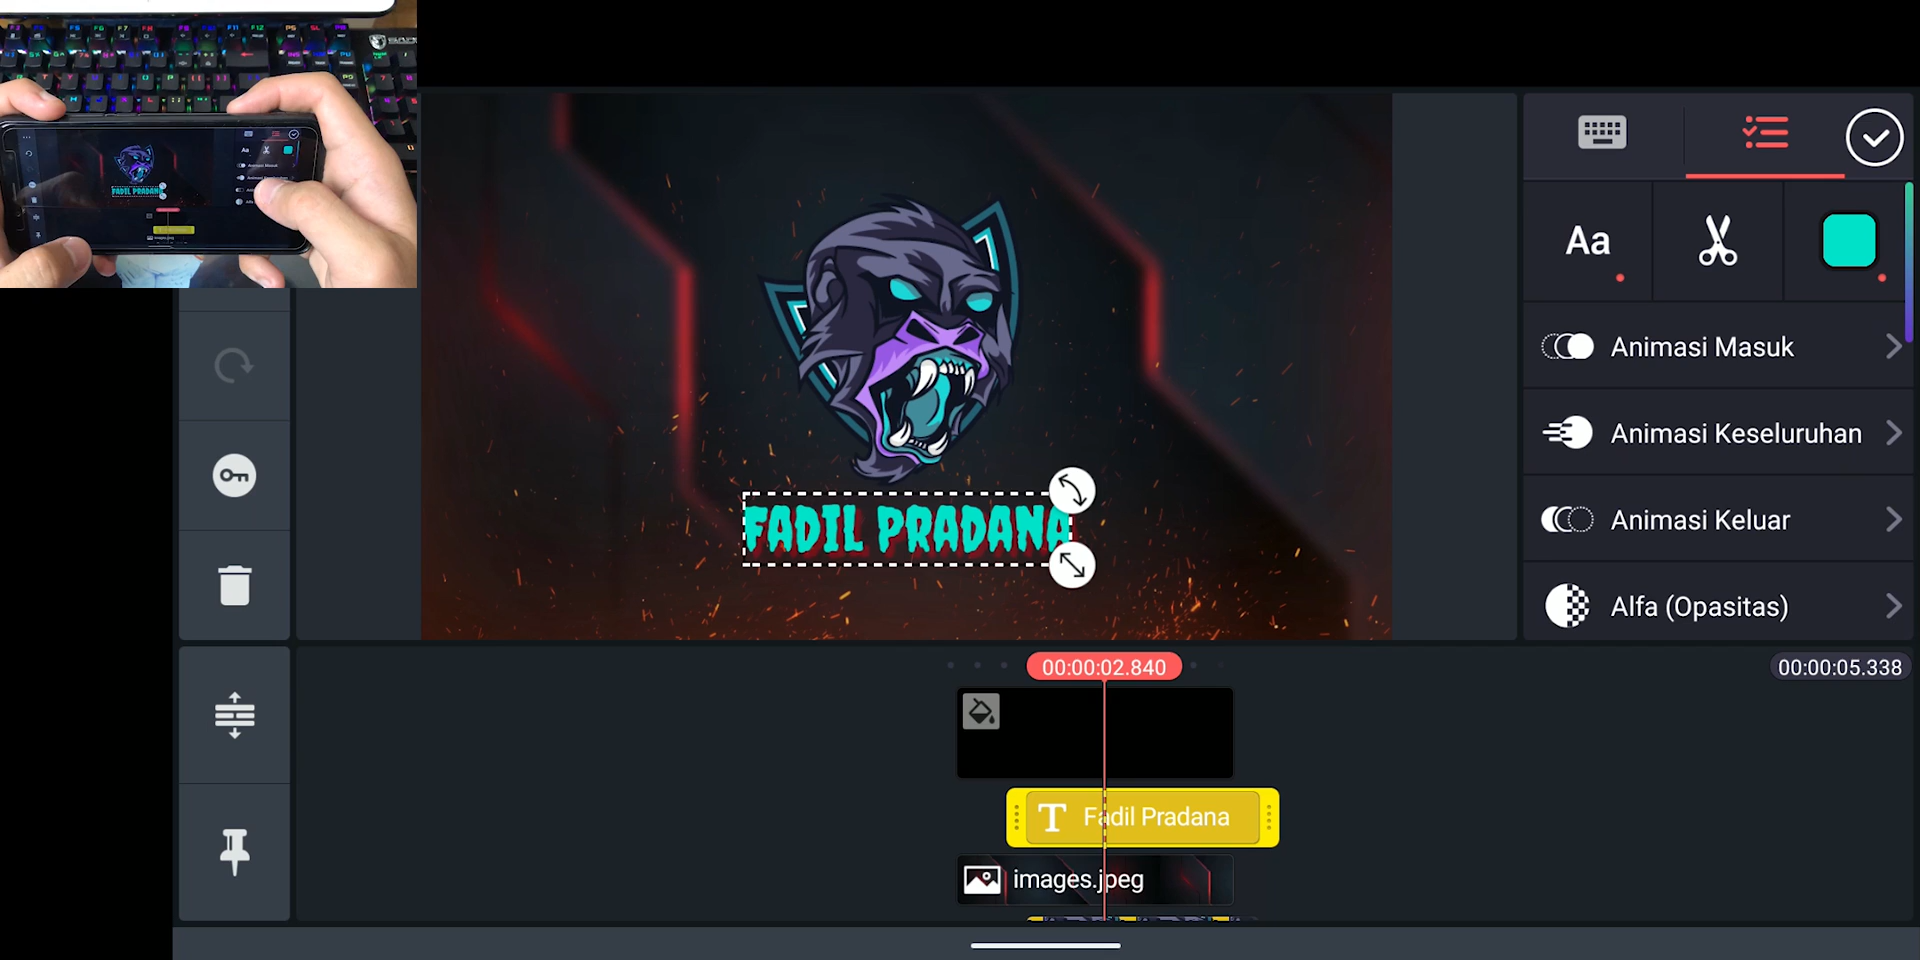 Aa
Animasi Masuk
Animasi Keseluruhan
Animasi Keluar
Alfa (Opasitas)
FADIL PRADANA
00:00:02.840
00:00:05.338
T Fadil Pradana
images.jpeg